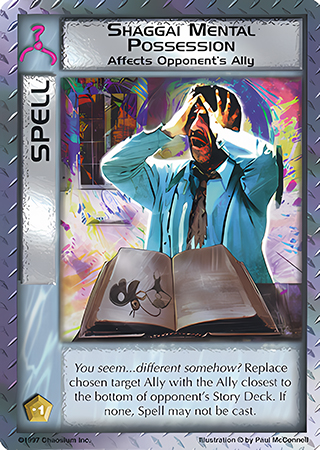 Shaggai Mental
Possession
Affects Opponent's Ally
SPELL
You seem...different somehow? Replace
chosen target Ally with the Ally closest to
the bottom of opponent's Story Deck. If
none, Spell may not be cast.
-1
©1997 Chaosium Inc.
Illustration © by Paul McConnell